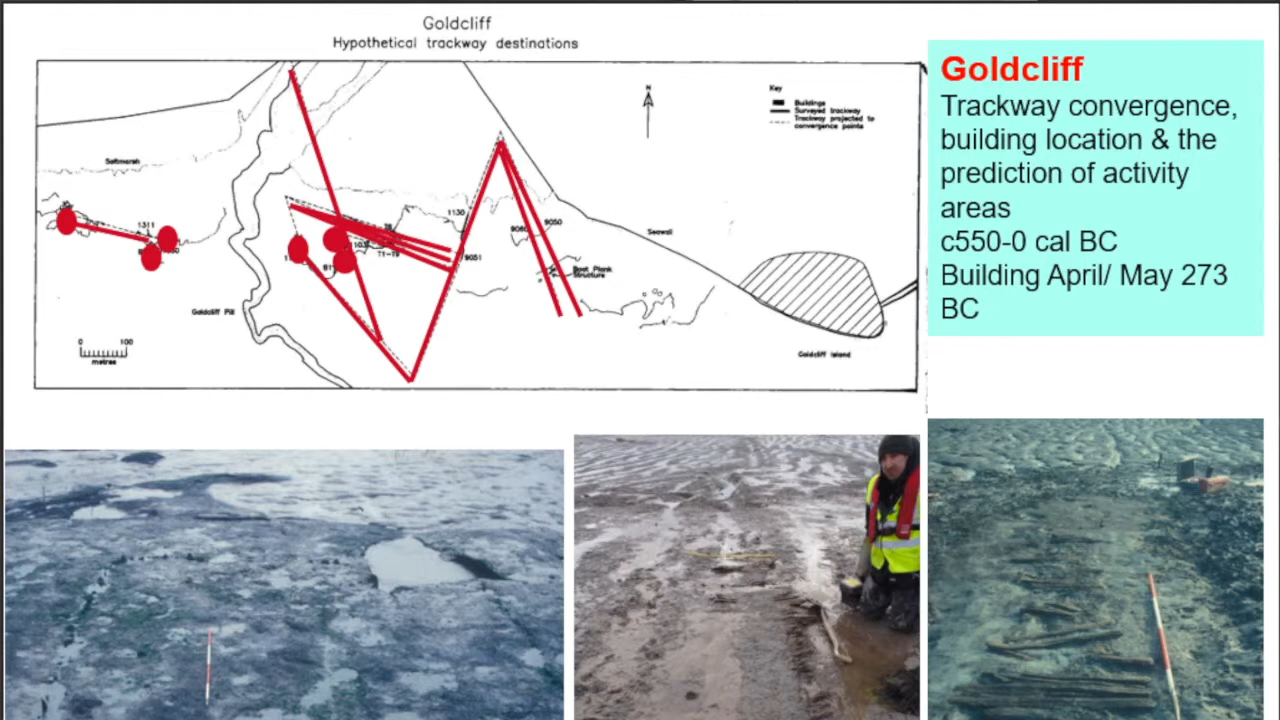 Goldcliff
Hypothetical trackway destinations
N
Key
Buildings
Surveyed trackway
Trackway projected to
convergence points
Saltmarsh
1311
1130
9060
9050
9051
T1-T9
Boat Plank
Structure
Seawall
Goldcliff Pill
0 100
metres
Goldcliff Island
Goldcliff
Trackway convergence,
building location & the
prediction of activity
areas
c550-0 cal BC
Building April/ May 273
BC